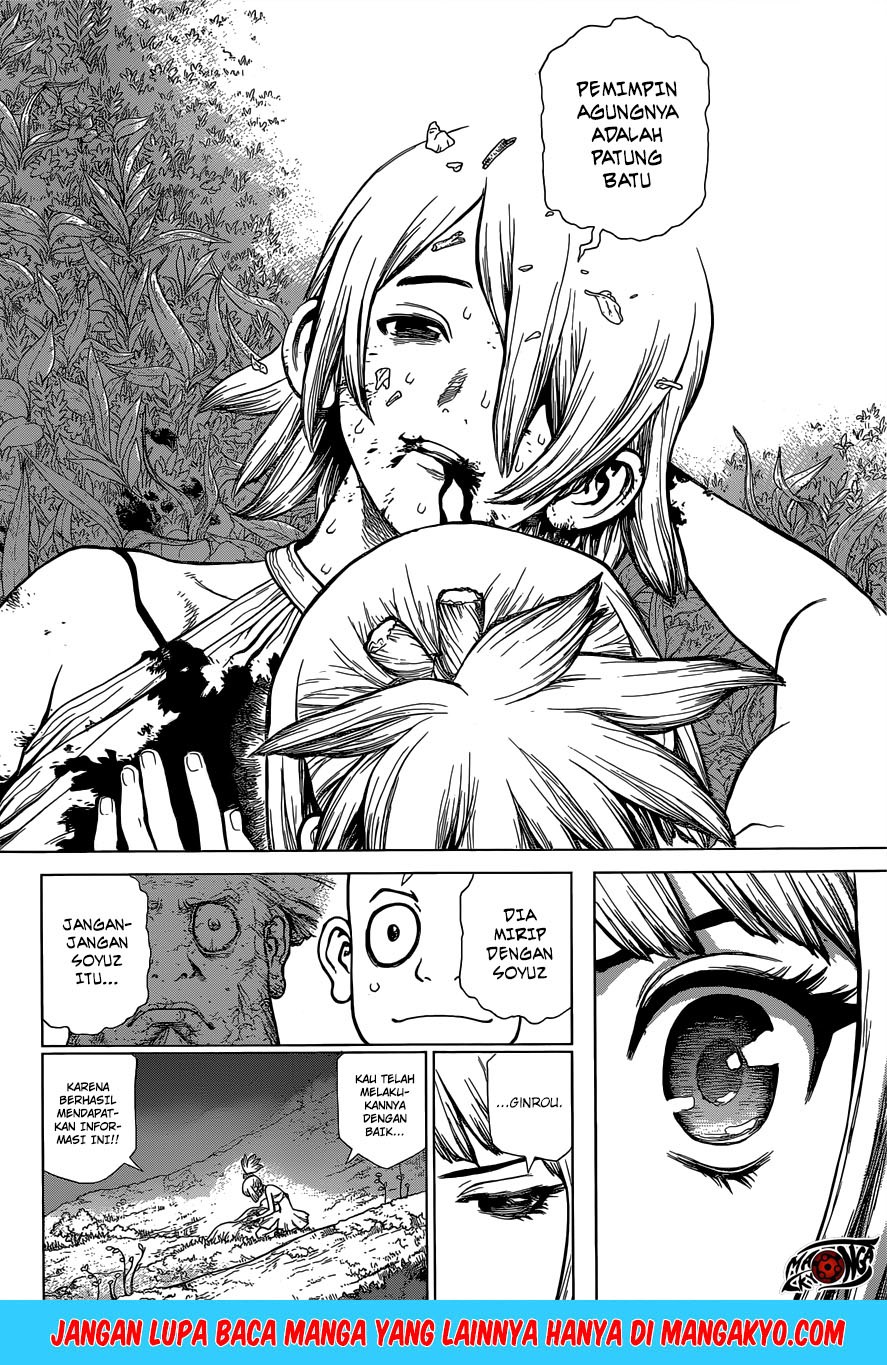 PEMIMPIN
AGUNGNYA
ADALAH
PATUNG
BATU
DIA
MIRIP
DENGAN
SOYUZ
JANGAN-
JANGAN
SOYUZ
ITU...
...GINROU.
KAU TELAH
MELAKU-
KANNYA
DENGAN
BAIK...
KARENA
BERHASIL
MENDAPAT-
KAN INFOR-
MASI INI!!
JANGAN LUPA BACA MANGA YANG LAINNYA HANYA DI MANGAKYO.COM